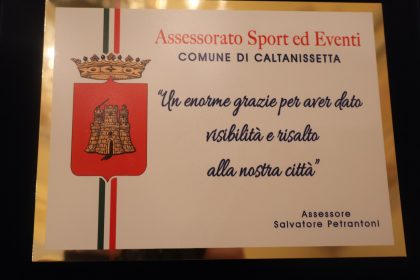 Assessorato Sport ed Eventi
COMUNE DI CALTANISSETTA
"Un enorme grazie per aver dato
visibilità e risalto
alla nostra città"
Assessore
Salvatore Petrantoni